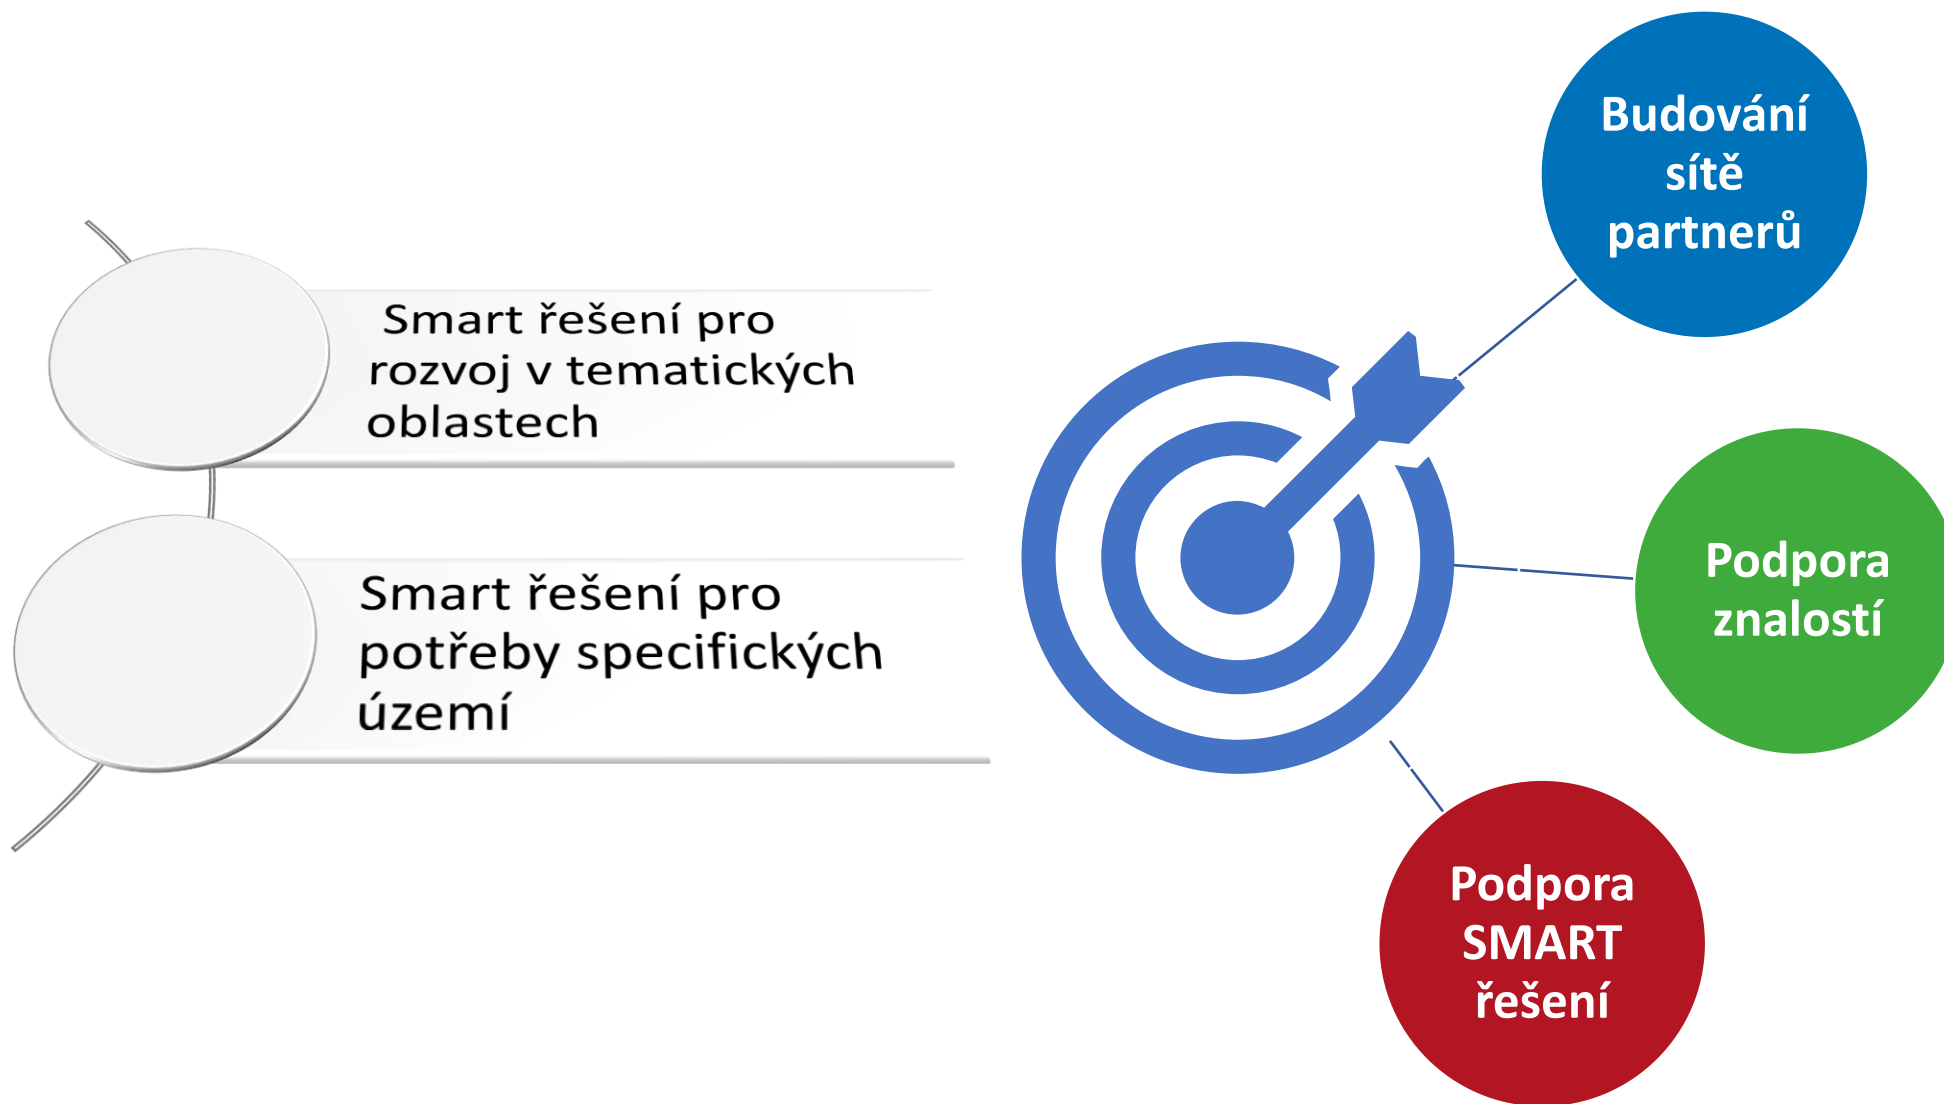 Smart řešení pro
rozvoj v tematických
oblastech
Smart řešení pro
potřeby specifických
území
Budování
sítě
partnerů
Podpora
znalostí
Podpora
SMART
řešení